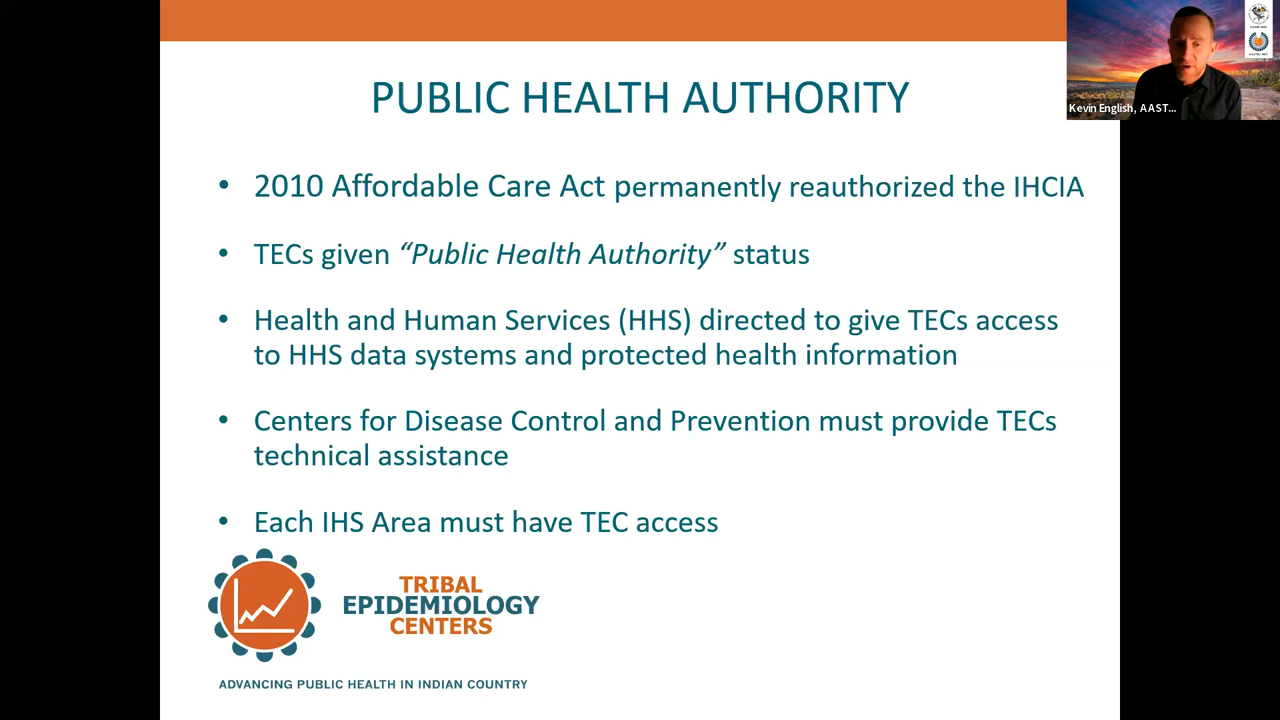 PUBLIC HEALTH AUTHORITY
Kevin English, AAST...
• 2010 Affordable Care Act permanently reauthorized the IHCIA
• TECs given “Public Health Authority” status
• Health and Human Services (HHS) directed to give TECs access
to HHS data systems and protected health information
• Centers for Disease Control and Prevention must provide TECs
technical assistance
• Each IHS Area must have TEC access
TRIBAL
EPIDEMIOLOGY
CENTERS
ADVANCING PUBLIC HEALTH IN INDIAN COUNTRY